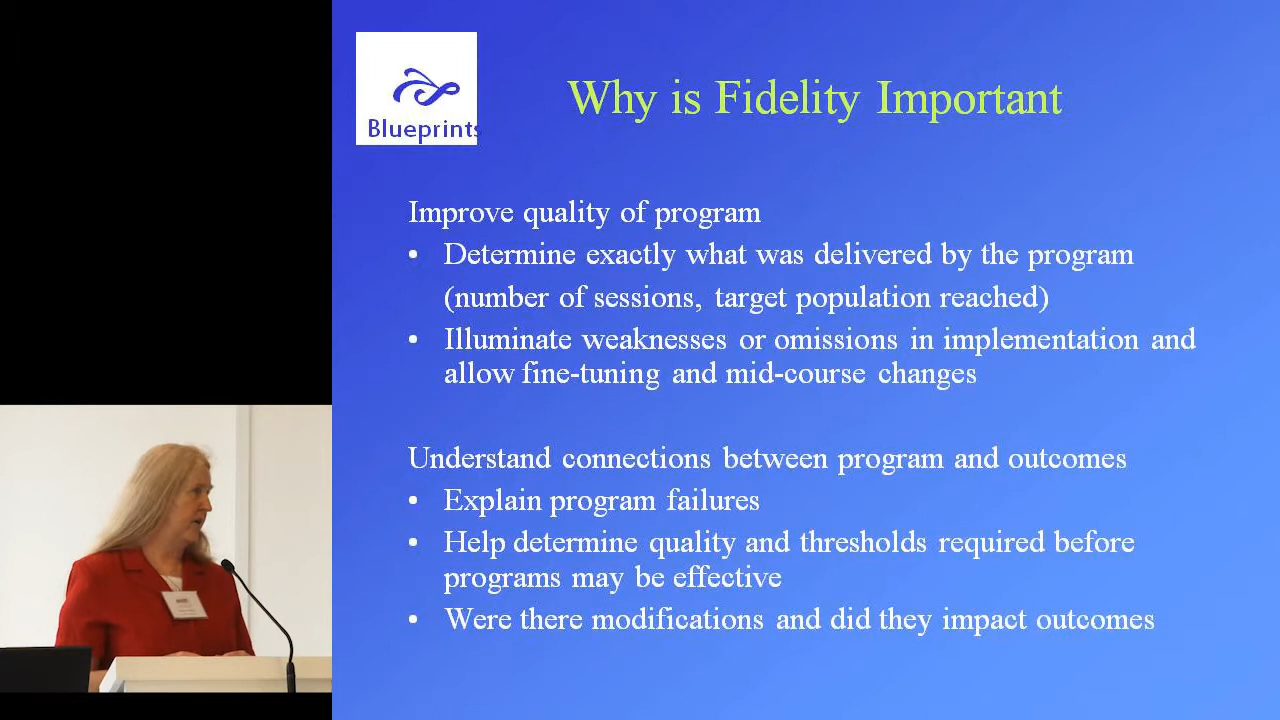 Blueprints
Why is Fidelity Important
Improve quality of program
• Determine exactly what was delivered by the program
(number of sessions, target population reached)
• Illuminate weaknesses or omissions in implementation and
allow fine-tuning and mid-course changes
Understand connections between program and outcomes
• Explain program failures
• Help determine quality and thresholds required before
programs may be effective
• Were there modifications and did they impact outcomes